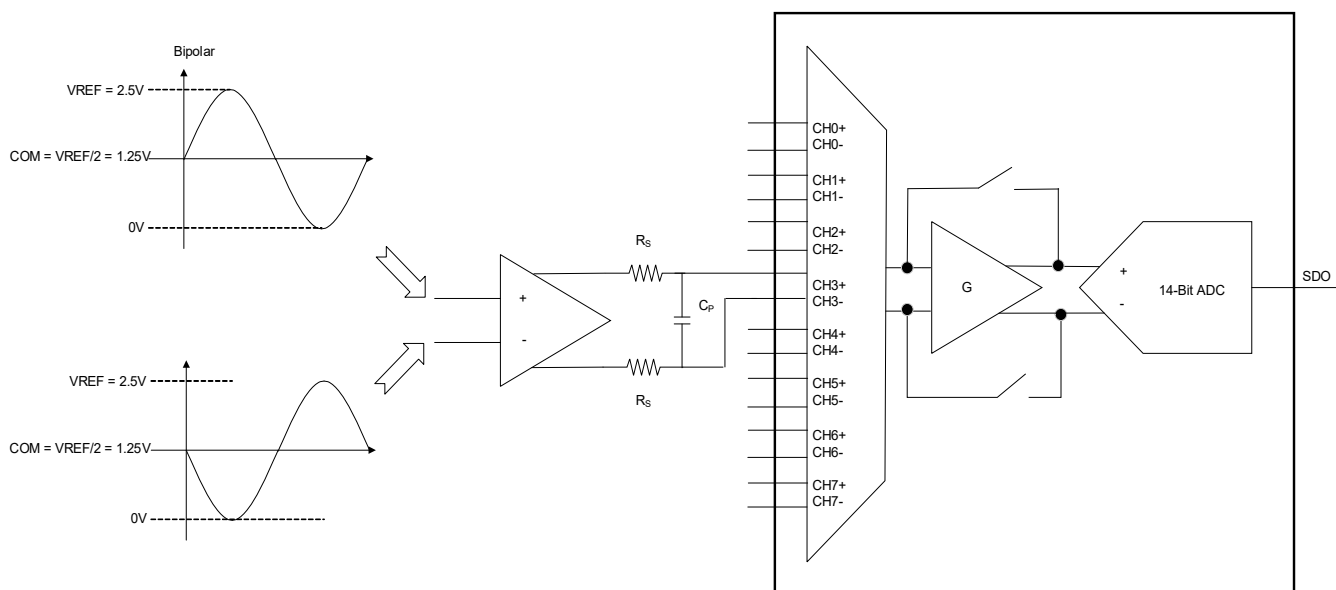 Bipolar
VREF = 2.5V
COM = VREF/2 = 1.25V
0V
VREF = 2.5V
COM = VREF/2 = 1.25V
0V
+
-
RS
CP
RS
CH0+
CH0-
CH1+
CH1-
CH2+
CH2-
CH3+
CH3-
CH4+
CH4-
CH5+
CH5-
CH6+
CH6-
CH7+
CH7-
G
+
-
14-Bit ADC
SDO